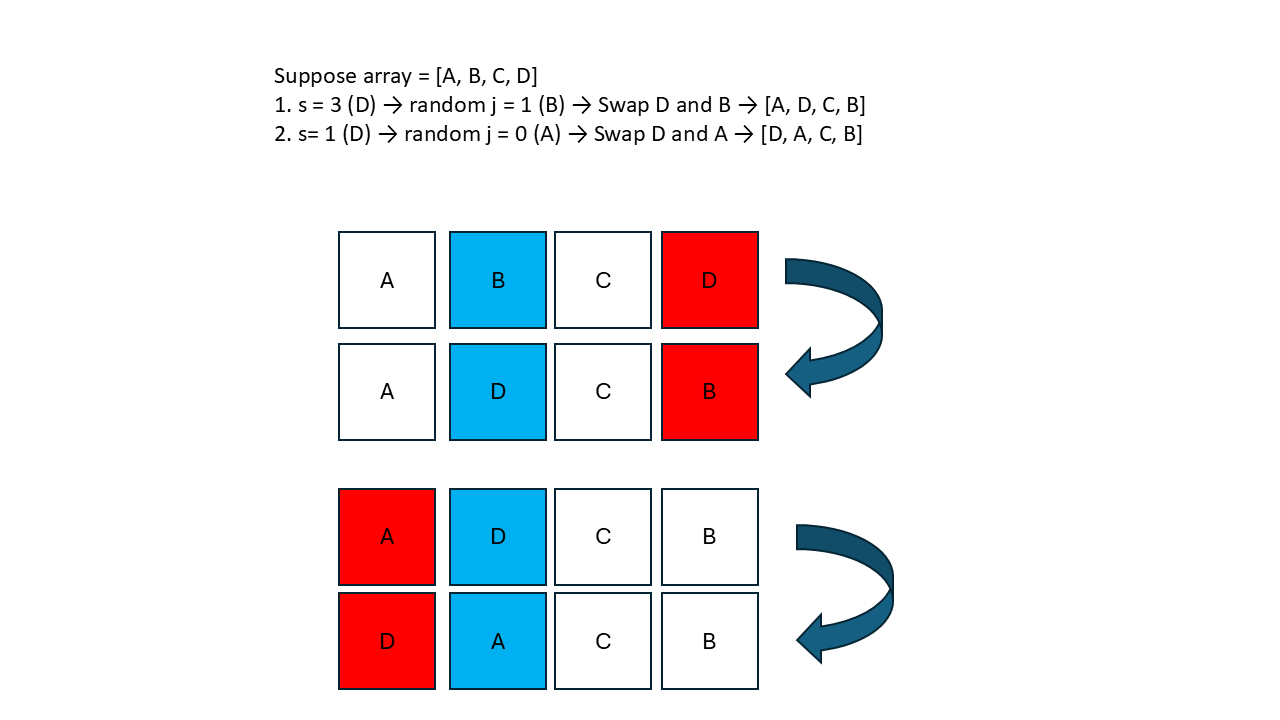 Suppose array = [A, B, C, D]
1. s = 3 (D) → random j = 1 (B) → Swap D and B → [A, D, C, B]
2. s= 1 (D) → random j = 0 (A) → Swap D and A → [D, A, C, B]
A B C D
A D C B
A D C B
D A C B